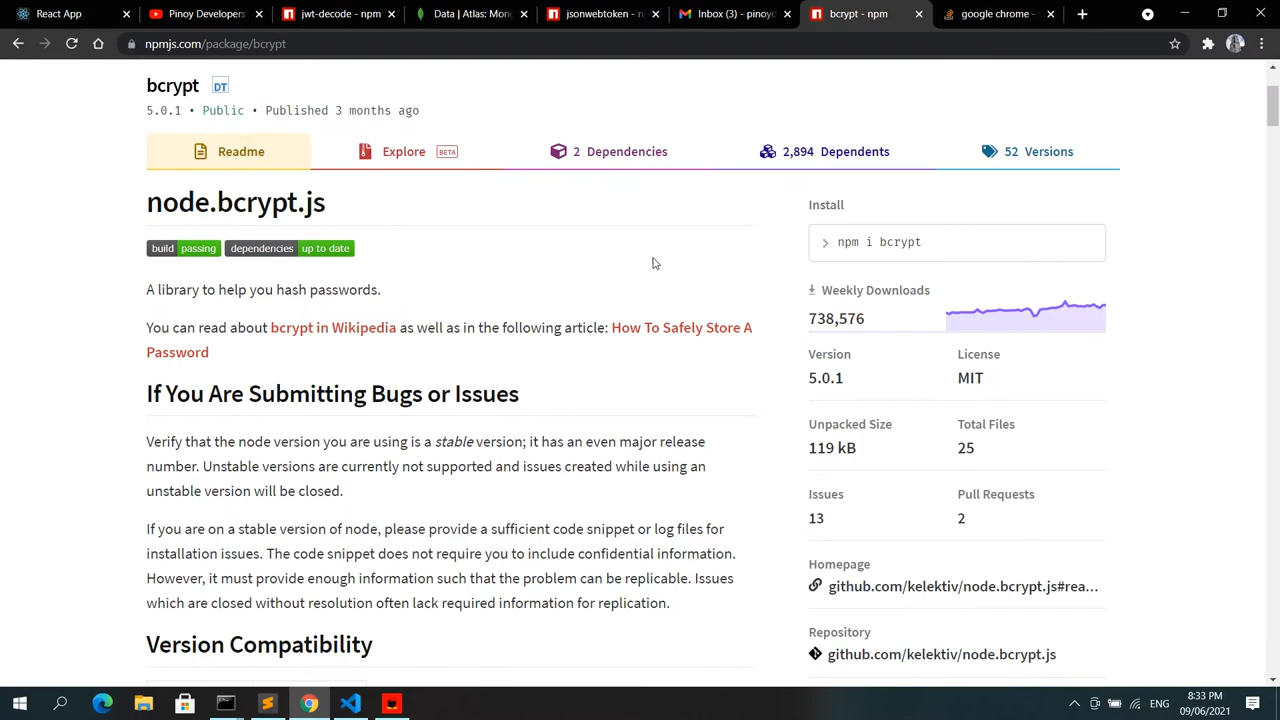 Readm
Pinoy Dev
jwt-decode - np
Data | Atlas: Mon
jsonwebtoken - n
Inbox (3) - pinoyd
bcrypt - npm
google chrome -
npmjs.com/package/bcrypt
bcrypt DT
5.0.1 • Public • Published 3 months ago
Readme
Explore BETA
2 Dependencies
2,894 Dependents
52 Versions
node.bcrypt.js
build passing dependencies up to date
A library to help you hash passwords.
You can read about bcrypt in Wikipedia as well as in the following article: How To Safely Store A
Password
If You Are Submitting Bugs or Issues
Verify that the node version you are using is a stable version; it has an even major release
number. Unstable versions are currently not supported and issues created while using an
unstable version will be closed.
If you are on a stable version of node, please provide a sufficient code snippet or log files for
installation issues. The code snippet does not require you to include confidential information.
However, it must provide enough information such that the problem can be replicable. Issues
which are closed without resolution often lack required information for replication.
Version Compatibility
Install
> npm i bcrypt
Weekly Downloads
738,576
Version
License
5.0.1
MIT
Unpacked Size
Total Files
119 kB
25
Issues
Pull Requests
13
2
Homepage
github.com/kelektiv/node.bcrypt.js#rea...
Repository
github.com/kelektiv/node.bcrypt.js
ENG
8:33 PM
09/06/2021